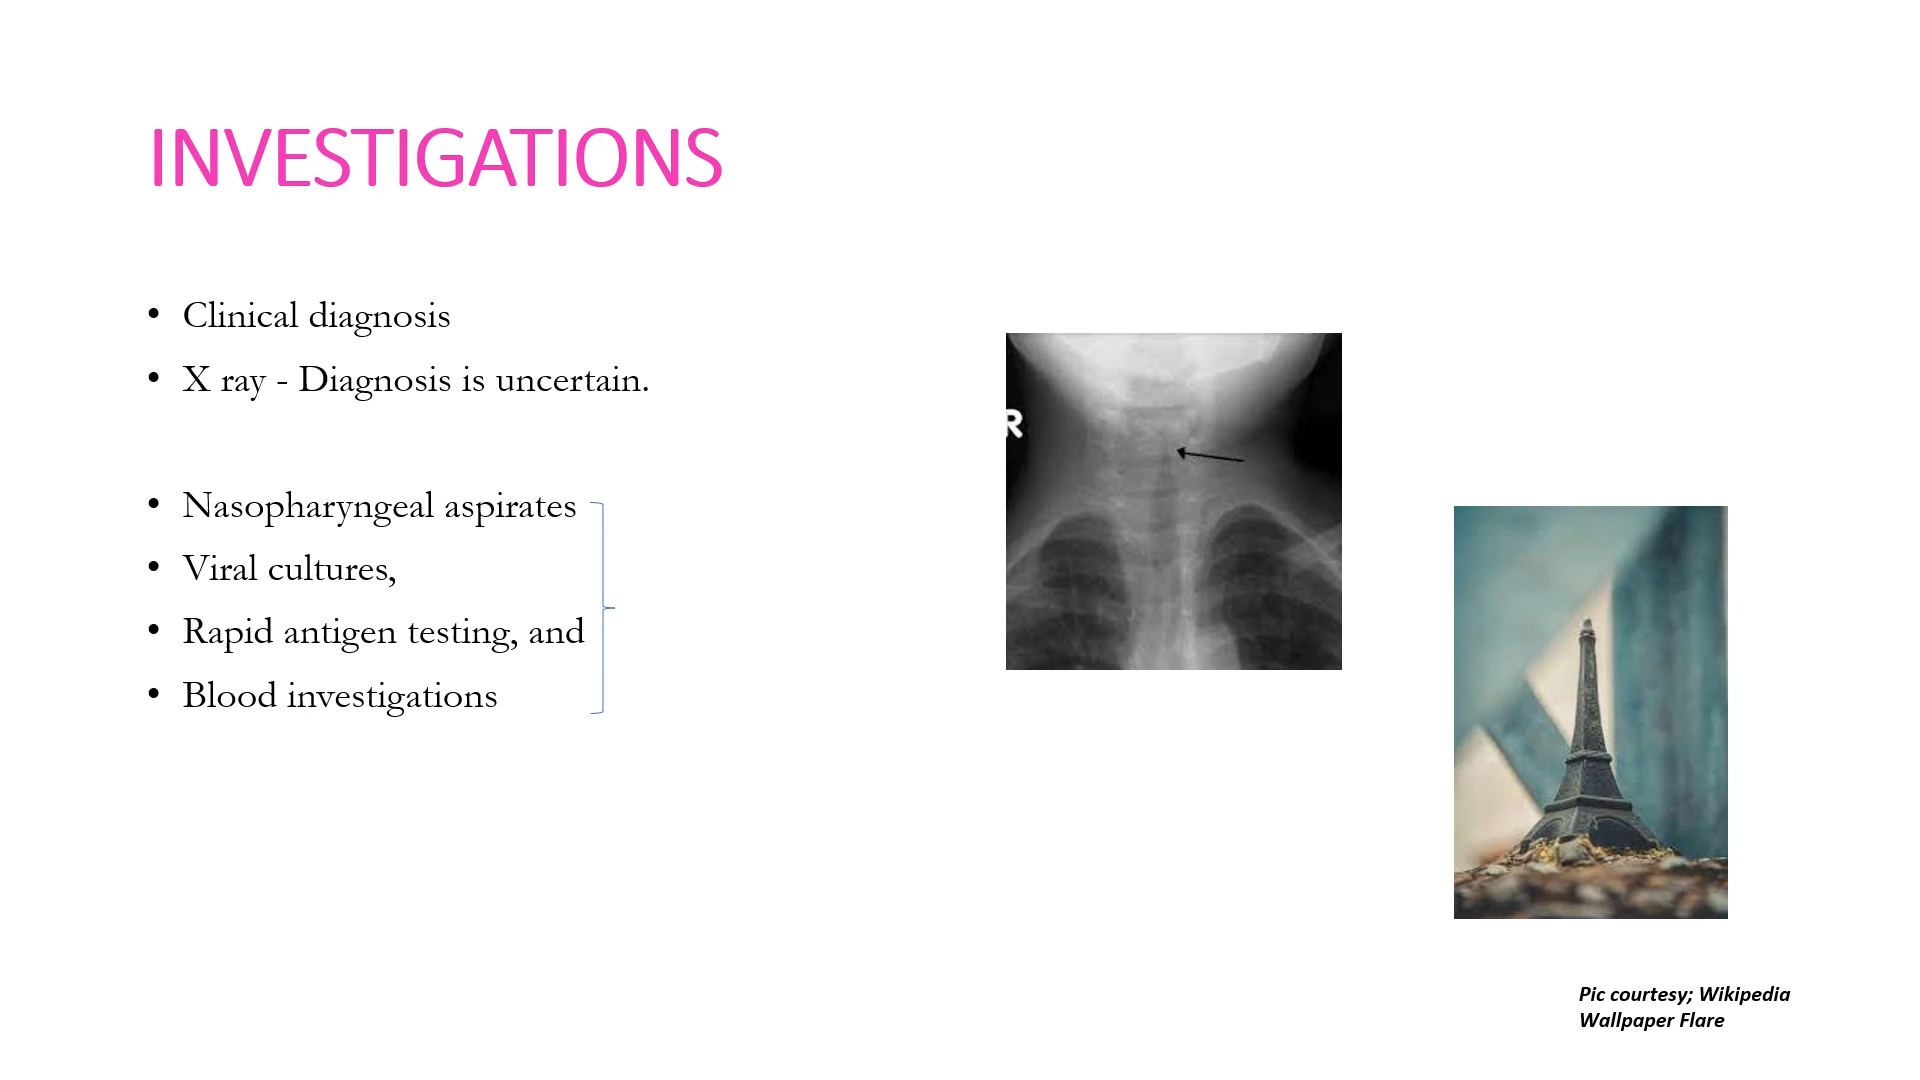 INVESTIGATIONS
• Clinical diagnosis
• X ray - Diagnosis is uncertain.
• Nasopharyngeal aspirates
• Viral cultures,
• Rapid antigen testing, and
• Blood investigations
R
Pic courtesy; Wikipedia
Wallpaper Flare